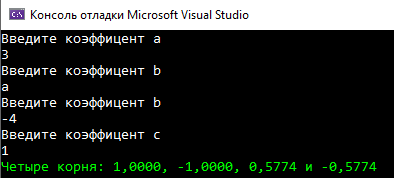 Консоль отладки Microsoft Visual Studio
Введите коэффицент a
3
Введите коэффицент b
a
Введите коэффицент b
-4
Введите коэффицент c
1
Четыре корня: 1,0000, -1,0000, 0,5774 и -0,5774